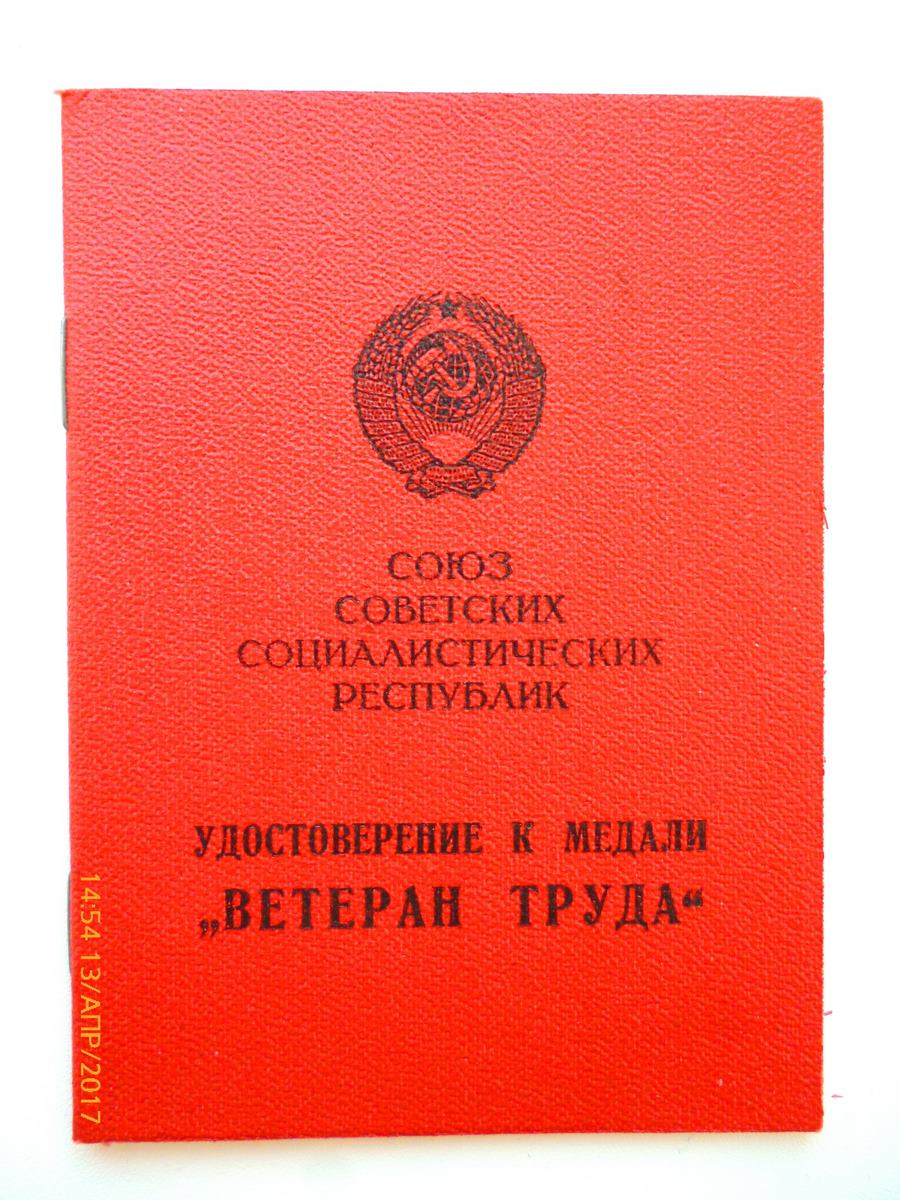 СОЮЗ
СОВЕТСКИХ
СОЦИАЛИСТИЧЕСКИХ
РЕСПУБЛИК
УДОСТОВЕРЕНИЕ К МЕДАЛИ
„ВЕТЕРАН ТРУДА“
14:54 13/АПР/2017